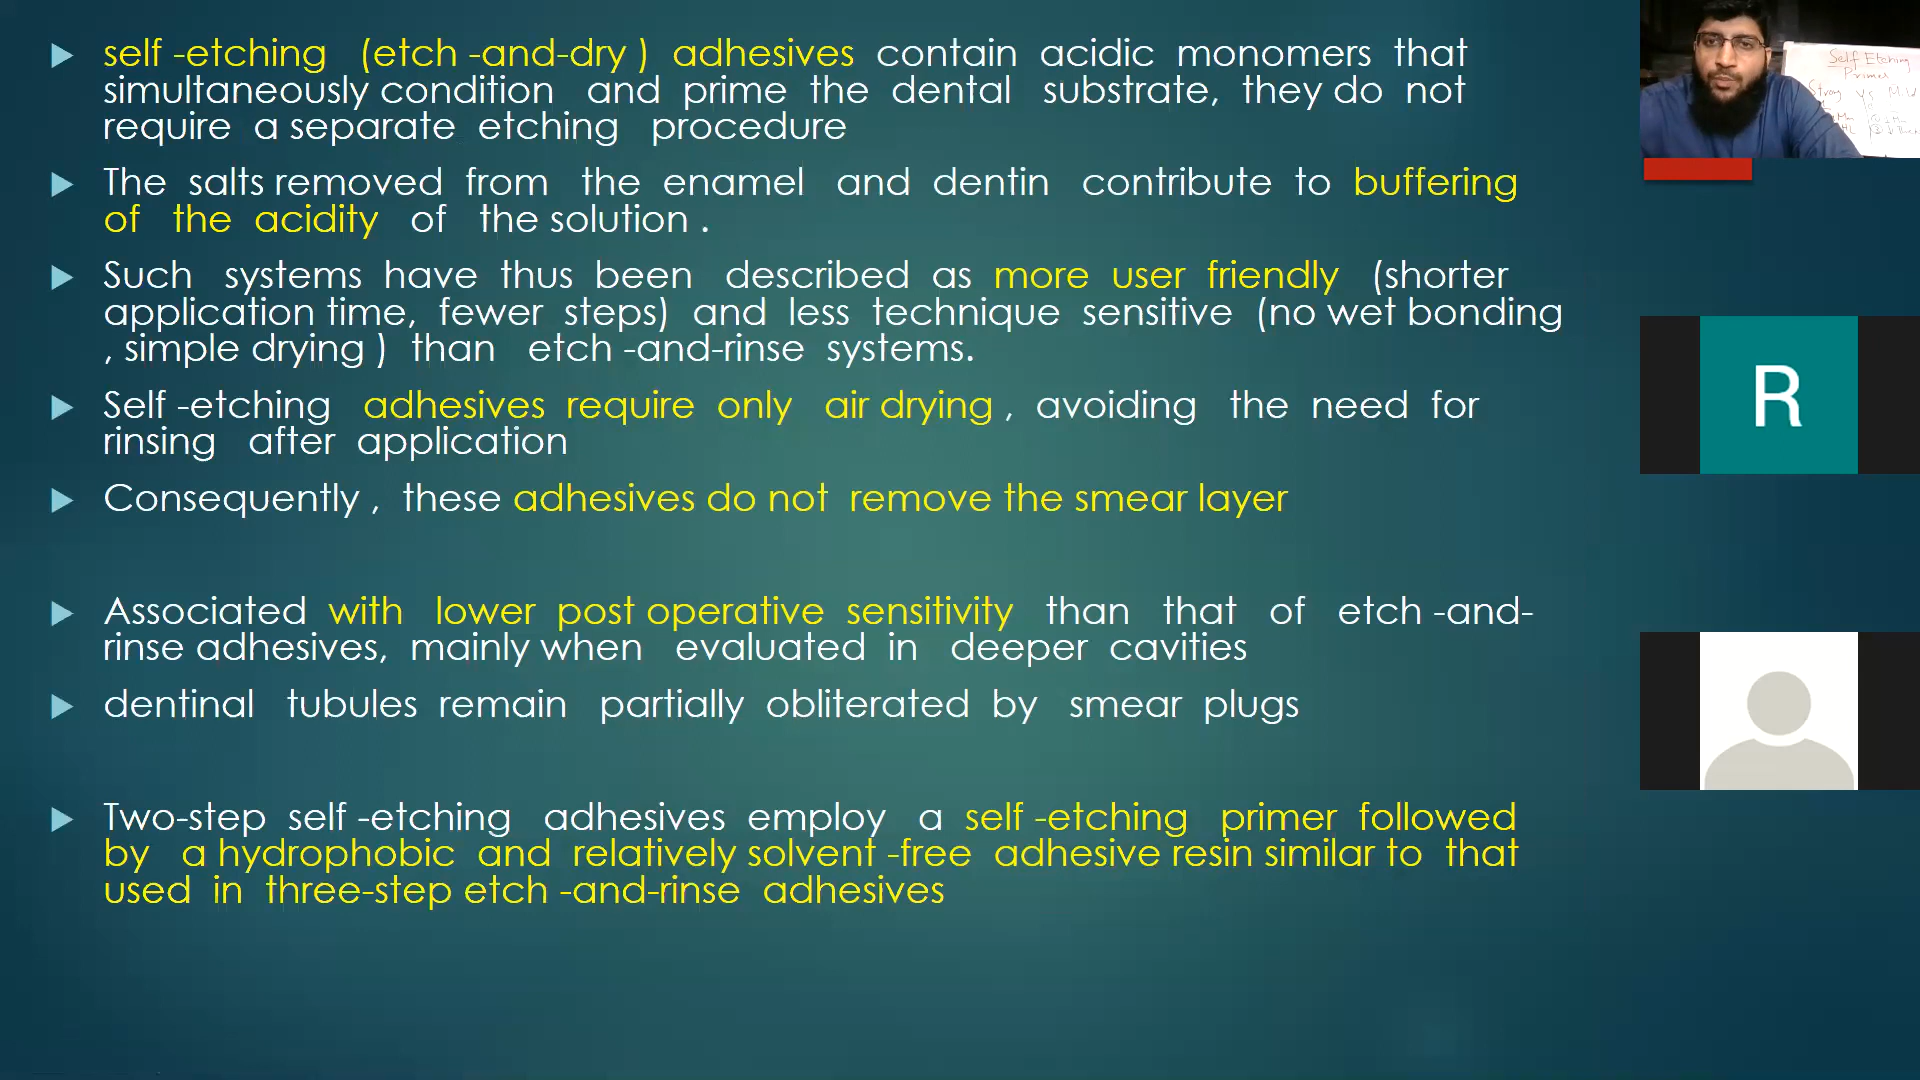 self -etching (etch -and-dry ) adhesives contain acidic monomers that
simultaneously condition and prime the dental substrate, they do not
require a separate etching procedure
The salts removed from the enamel and dentin contribute to buffering
of the acidity of the solution .
Such systems have thus been described as more user friendly (shorter
application time, fewer steps) and less technique sensitive (no wet bonding
, simple drying ) than etch -and-rinse systems.
Self -etching adhesives require only air drying , avoiding the need for
rinsing after application
Consequently , these adhesives do not remove the smear layer
Associated with lower post operative sensitivity than that of etch -and-
rinse adhesives, mainly when evaluated in deeper cavities
dentinal tubules remain partially obliterated by smear plugs
Two-step self -etching adhesives employ a self -etching primer followed
by a hydrophobic and relatively solvent -free adhesive resin similar to that
used in three-step etch -and-rinse adhesives
Self Etching
Primer
Strong vs
R